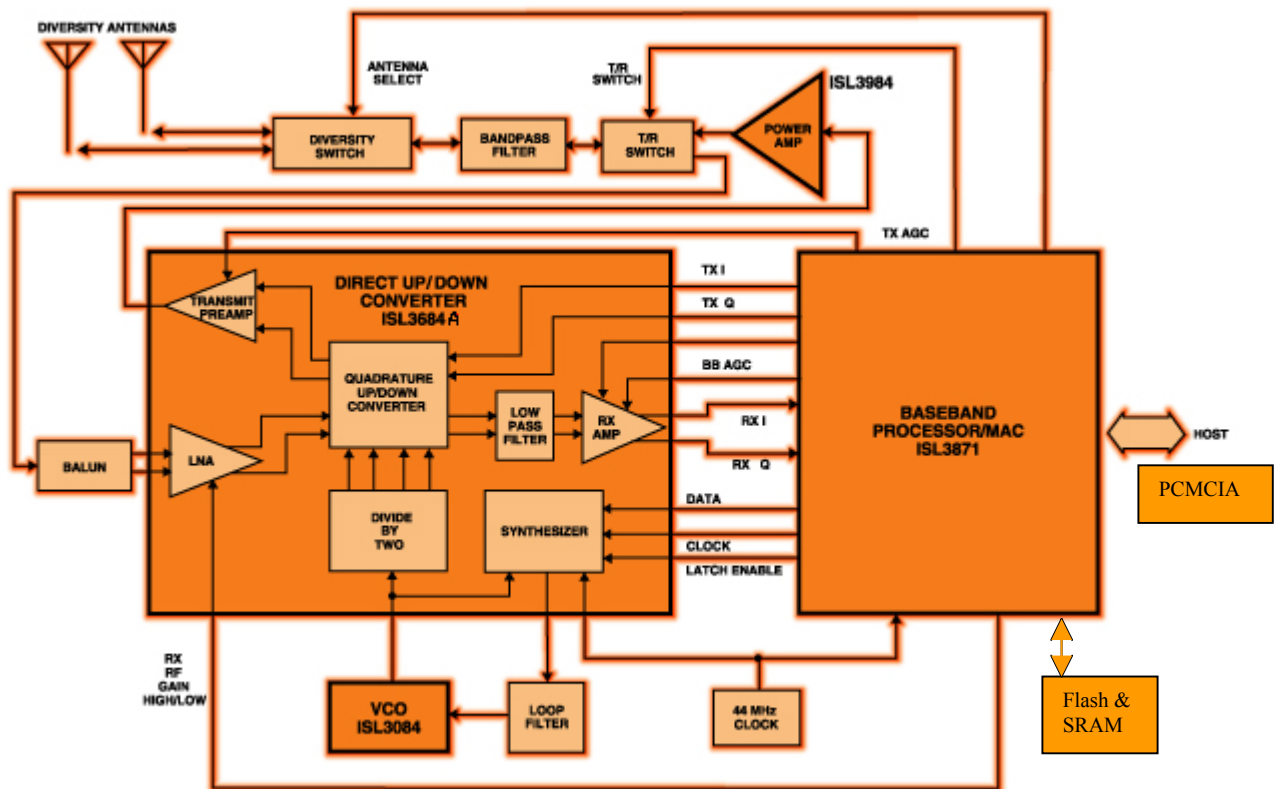 DIVERSITY ANTENNAS
ANTENNA
SELECT
T/R
SWITCH
ISL3984
DIVERSITY
SWITCH
BANDPASS
FILTER
T/R
SWITCH
POWER
AMP
TX AGC
DIRECT UP/DOWN
CONVERTER
ISL3684A
TRANSMIT
PREAMP
TX I
TX Q
QUADRATURE
UP/DOWN
CONVERTER
BB AGC
LOW
PASS
FILTER
RX
AMP
RX I
RX Q
BASEBAND
PROCESSOR/MAC
ISL3871
HOST
BALUN
LNA
PCMCIA
DIVIDE
BY
TWO
SYNTHESIZER
DATA
CLOCK
LATCH ENABLE
RX
RF
GAIN
HIGH/LOW
VCO
ISL3084
LOOP
FILTER
44 MHz
CLOCK
Flash &
SRAM